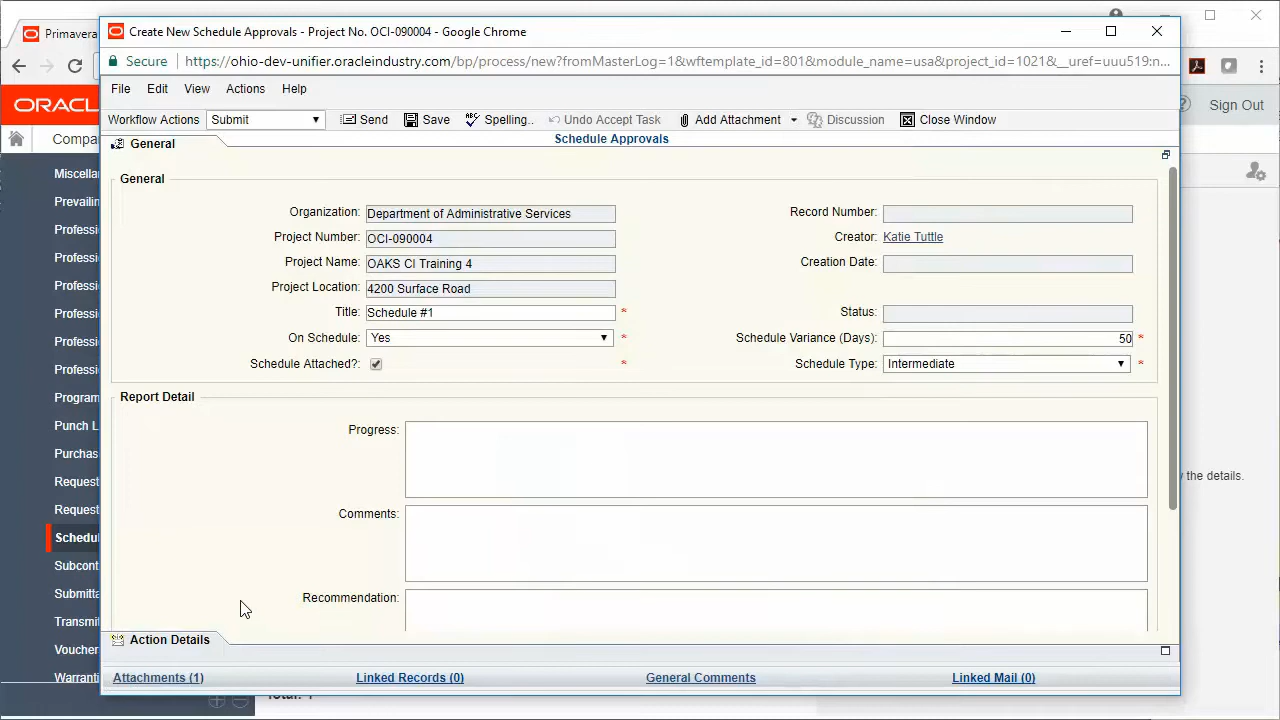 Create New Schedule Approvals - Project No. OCI-090004 - Google Chrome
Primavera
Secure https://ohio-dev-unifier.oracleindustry.com/bp/process/new?fromMasterLog=1&wftemplate_id=801&module_name=usa&project_id=1021&__uref=uuu519:n...
File Edit View Actions Help
ORACL
Sign Out
Workflow Actions Submit Send Save Spelling.. Undo Accept Task Add Attachment Discussion Close Window
Compa
Schedule Approvals
General
General
Organization: Department of Administrative Services
Record Number:
Project Number: OCI-090004
Creator: Katie Tuttle
Project Name: OAKS CI Training 4
Creation Date:
Project Location: 4200 Surface Road
Title: Schedule #1 *
Status:
On Schedule: Yes *
Schedule Variance (Days): 50 *
Schedule Attached?: *
Schedule Type: Intermediate *
Report Detail
Progress:
Comments:
Recommendation:
Action Details
Attachments (1) Linked Records (0) General Comments Linked Mail (0)
Miscella
Prevailin
Professi
Professi
Professi
Professi
Professi
Professi
Program
Punch L
Purchas
Request
Request
Schedu
Subcont
Submitta
Transmi
Voucher
Warranti
the details.